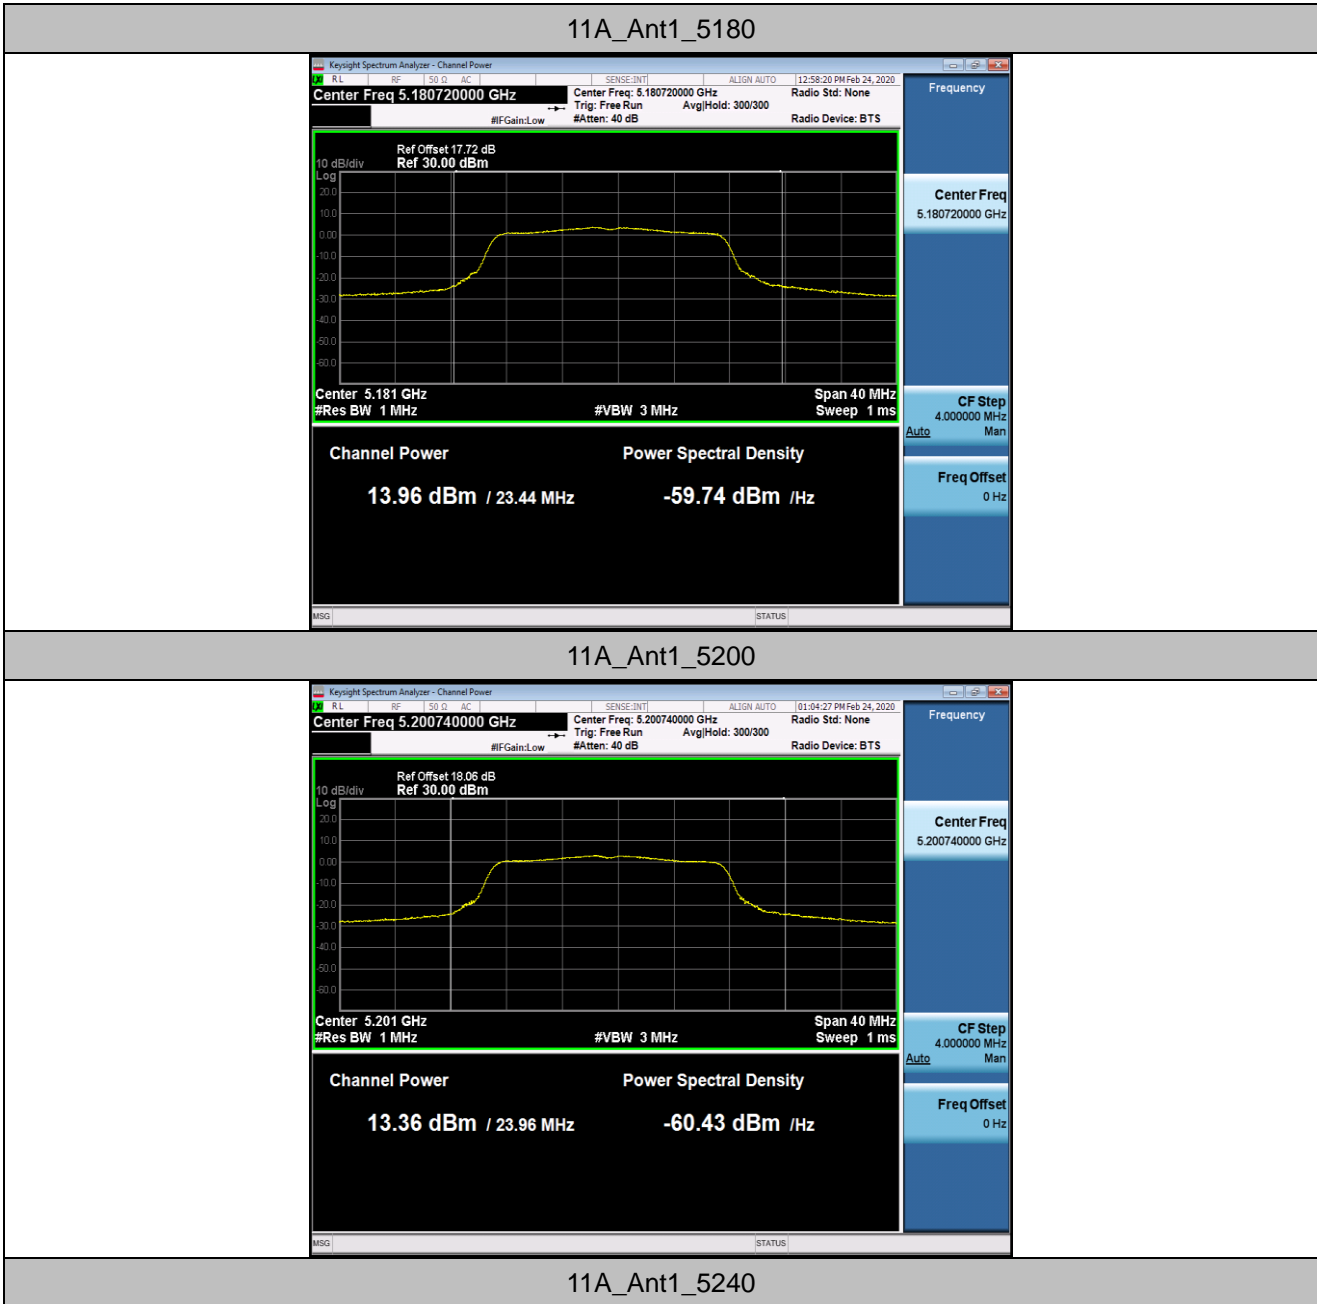 11A_Ant1_5180
Keysight Spectrum Analyzer - Channel Power
RL RF 50 Ω AC SENSE:INT ALIGN AUTO 12:58:20 PM Feb 24, 2020
Center Freq 5.180720000 GHz
Center Freq: 5.180720000 GHz
Radio Std: None
Trig: Free Run Avg|Hold: 300/300
#IFGain:Low
#Atten: 40 dB
Radio Device: BTS
Frequency
Ref Offset 17.72 dB
10 dB/div Ref 30.00 dBm
Log
20.0
10.0
0.00
-10.0
-20.0
-30.0
-40.0
-50.0
-60.0
Center 5.181 GHz Span 40 MHz
#Res BW 1 MHz #VBW 3 MHz Sweep 1 ms
Channel Power Power Spectral Density
13.96 dBm / 23.44 MHz -59.74 dBm /Hz
Center Freq
5.180720000 GHz
CF Step
4.000000 MHz
Auto Man
Freq Offset
0 Hz
MSG STATUS
11A_Ant1_5200
Keysight Spectrum Analyzer - Channel Power
RL RF 50 Ω AC SENSE:INT ALIGN AUTO 01:04:27 PM Feb 24, 2020
Center Freq 5.200740000 GHz
Center Freq: 5.200740000 GHz
Radio Std: None
Trig: Free Run Avg|Hold: 300/300
#IFGain:Low
#Atten: 40 dB
Radio Device: BTS
Frequency
Ref Offset 18.06 dB
10 dB/div Ref 30.00 dBm
Log
20.0
10.0
0.00
-10.0
-20.0
-30.0
-40.0
-50.0
-60.0
Center 5.201 GHz Span 40 MHz
#Res BW 1 MHz #VBW 3 MHz Sweep 1 ms
Channel Power Power Spectral Density
13.36 dBm / 23.96 MHz -60.43 dBm /Hz
Center Freq
5.200740000 GHz
CF Step
4.000000 MHz
Auto Man
Freq Offset
0 Hz
MSG STATUS
11A_Ant1_5240